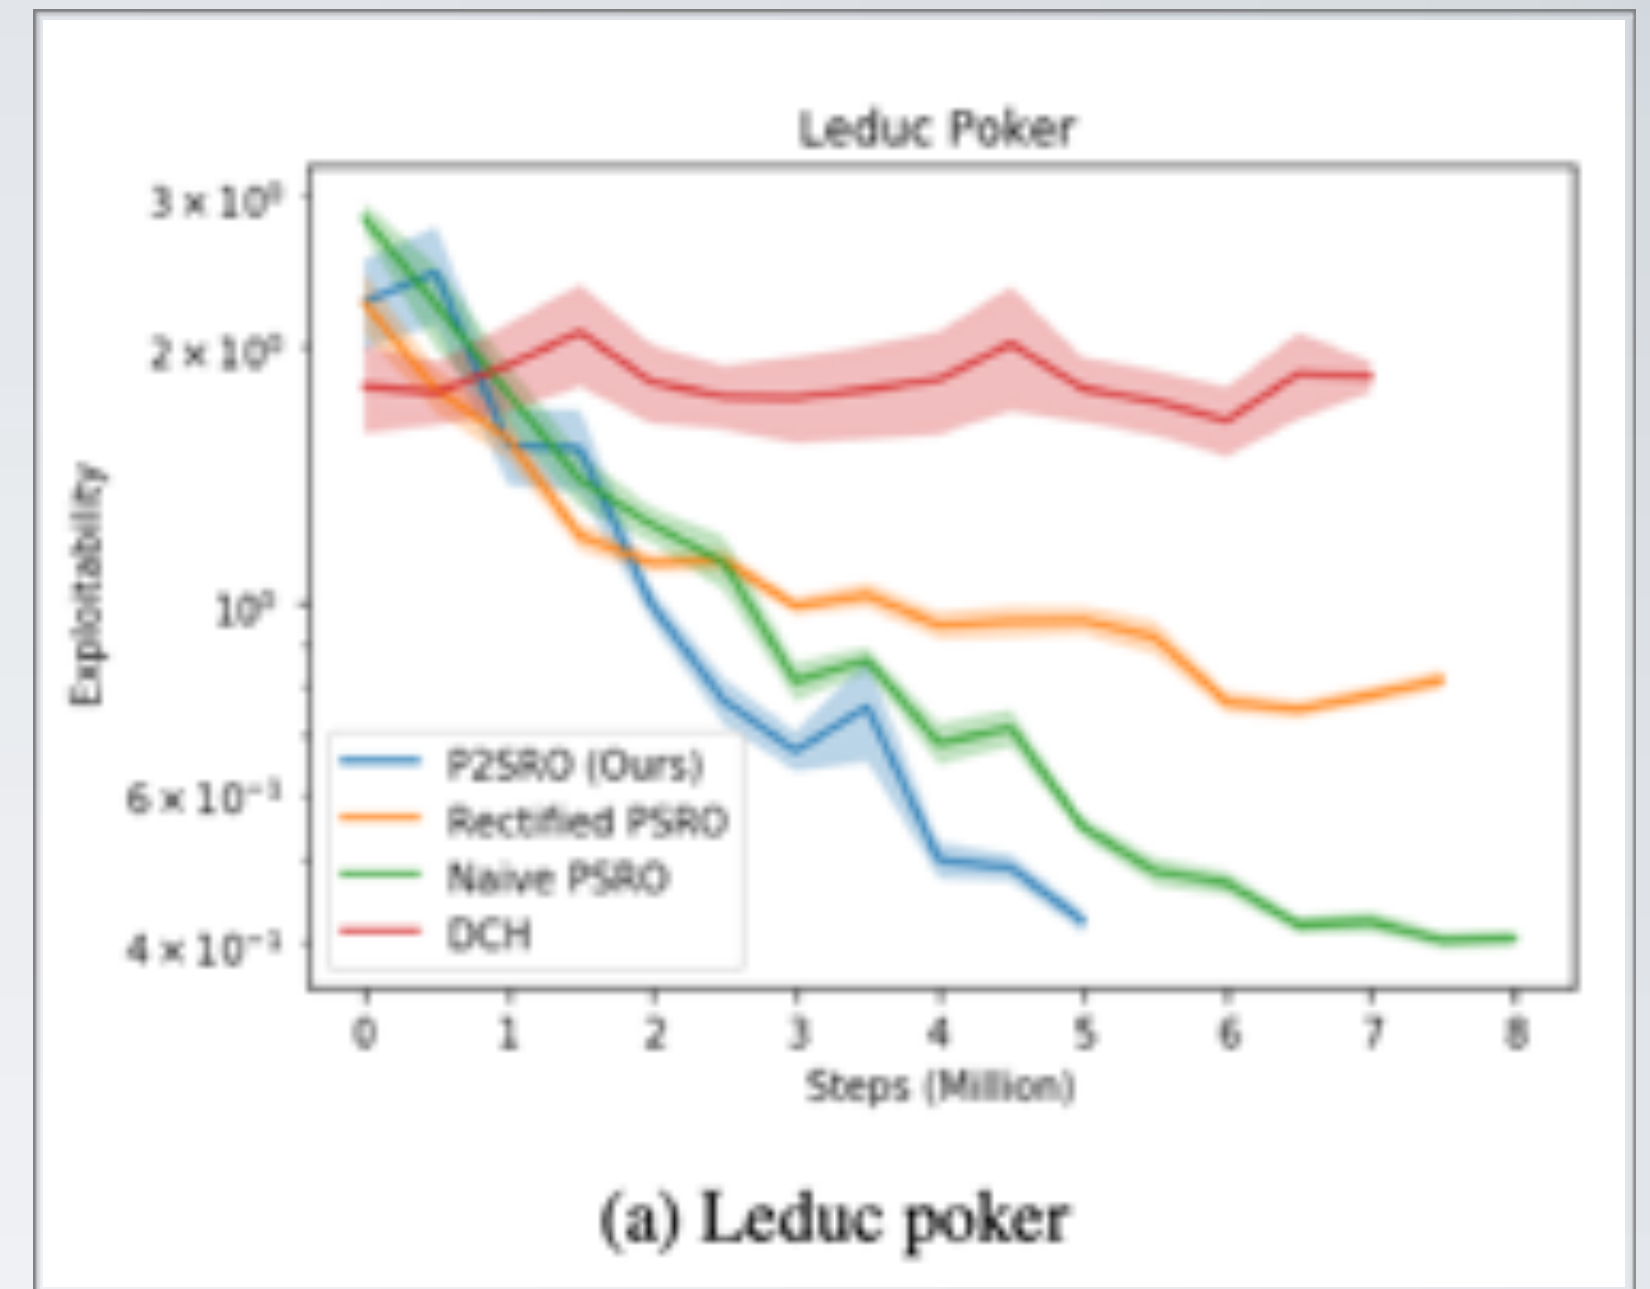 Leduc Poker
3 × 10⁰
2 × 10⁰
10⁰
6 × 10⁻¹
4 × 10⁻¹
Exploitability
P2SRO (Ours)
Rectified PSRO
Naive PSRO
DCH
0 1 2 3 4 5 6 7 8
Steps (Million)
(a) Leduc poker